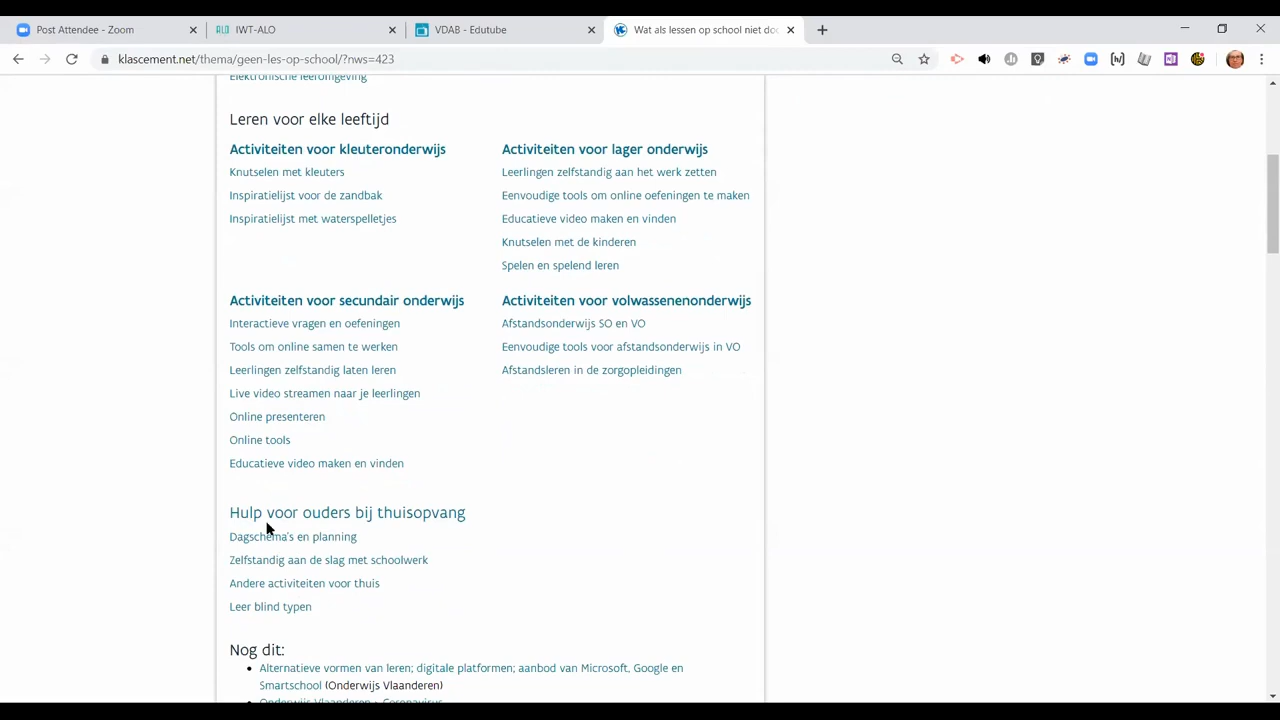 Post Attendee - Zoom
IWT-ALO
VDAB - Edutube
Wat als lessen op school niet doo
klascement.net/thema/geen-les-op-school/?nws=423
Elektronische leeromgeving
Leren voor elke leeftijd
Activiteiten voor kleuteronderwijs
Knutselen met kleuters
Inspiratielijst voor de zandbak
Inspiratielijst met waterspelletjes
Activiteiten voor lager onderwijs
Leerlingen zelfstandig aan het werk zetten
Eenvoudige tools om online oefeningen te maken
Educatieve video maken en vinden
Knutselen met de kinderen
Spelen en spelend leren
Activiteiten voor secundair onderwijs
Interactieve vragen en oefeningen
Tools om online samen te werken
Leerlingen zelfstandig laten leren
Live video streamen naar je leerlingen
Online presenteren
Online tools
Educatieve video maken en vinden
Activiteiten voor volwassenenonderwijs
Afstandsonderwijs SO en VO
Eenvoudige tools voor afstandsonderwijs in VO
Afstandsleren in de zorgopleidingen
Hulp voor ouders bij thuisopvang
Dagschema's en planning
Zelfstandig aan de slag met schoolwerk
Andere activiteiten voor thuis
Leer blind typen
Nog dit:
Alternatieve vormen van leren; digitale platformen; aanbod van Microsoft, Google en
Smartschool (Onderwijs Vlaanderen)
Onderwijs Vlaanderen > Coronavirus